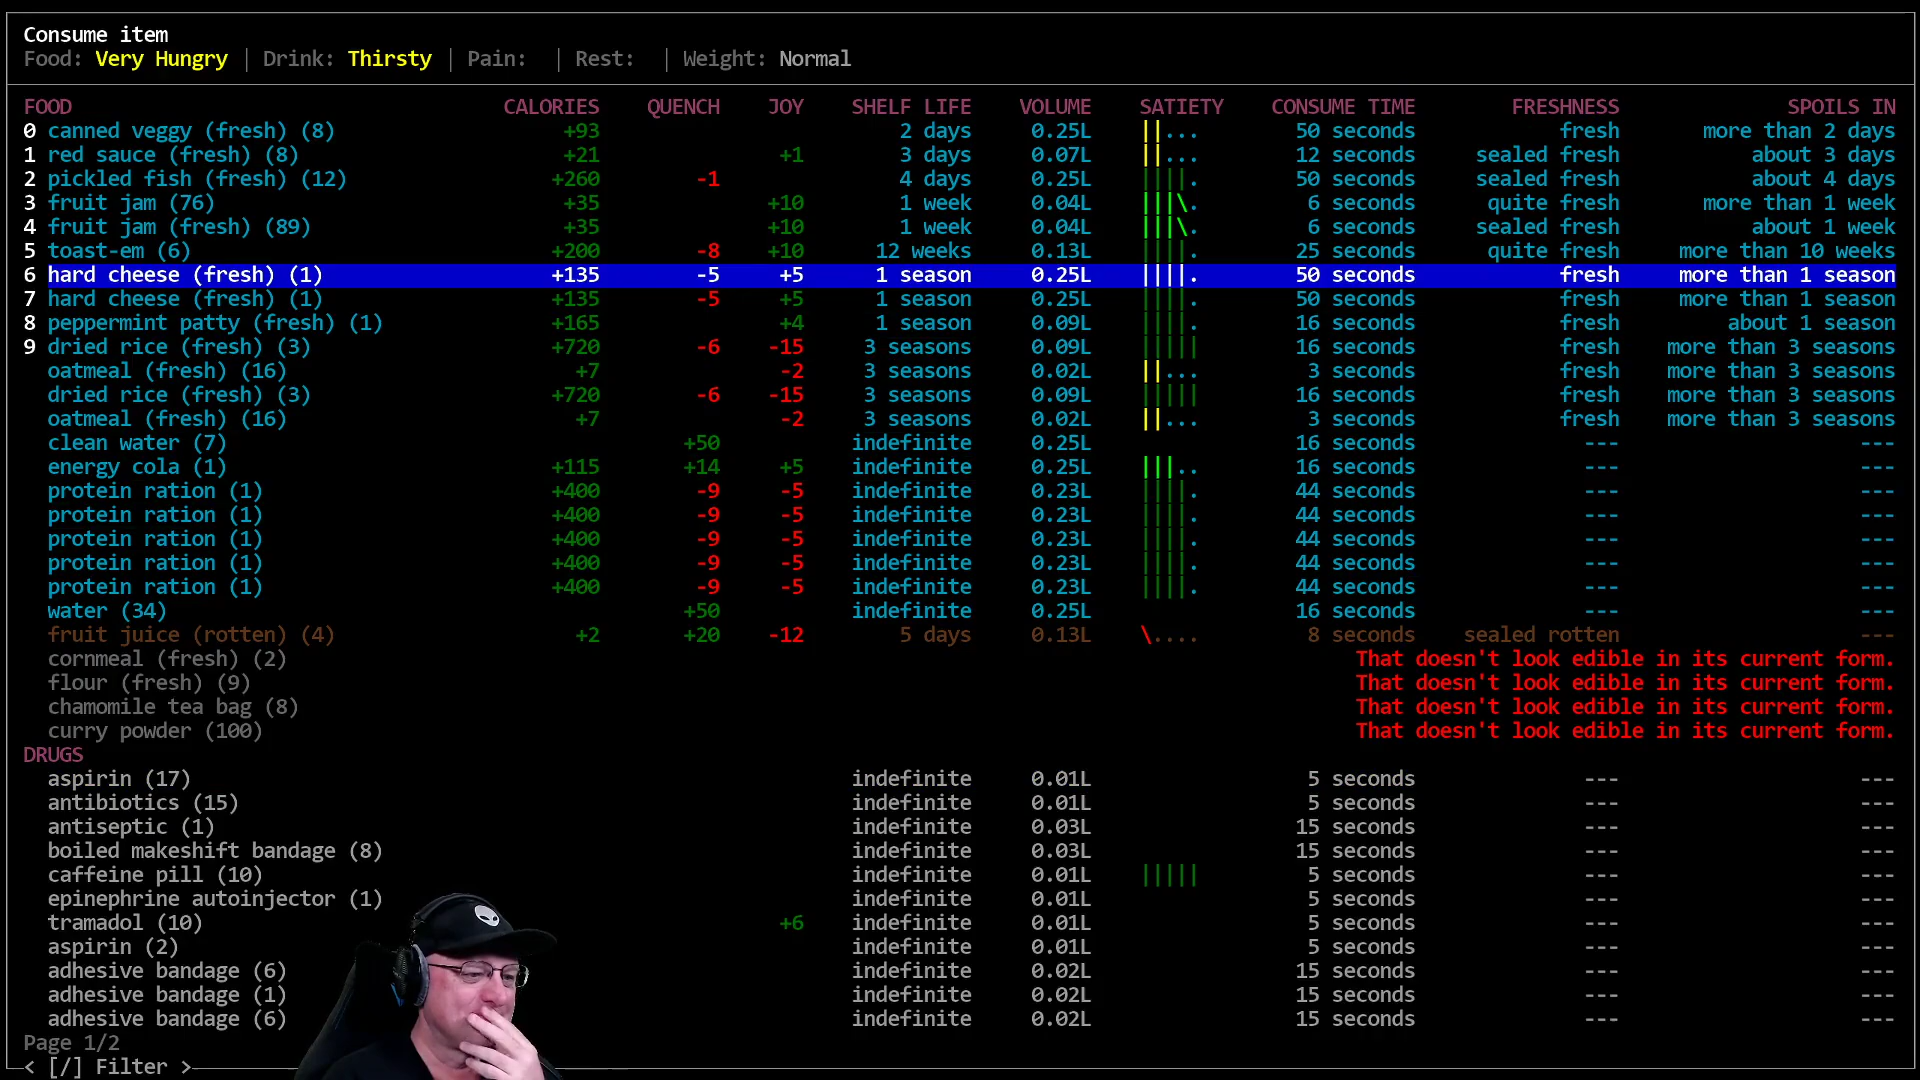 Consume item
Food: Very Hungry | Drink: Thirsty | Pain: | Rest: | Weight: Normal
FOOD CALORIES QUENCH JOY SHELF LIFE VOLUME SATIETY CONSUME TIME FRESHNESS SPOILS IN
0 canned veggy (fresh) (8) +93 2 days 0.25L ||... 50 seconds fresh more than 2 days
1 red sauce (fresh) (8) +21 +1 3 days 0.07L ||... 12 seconds sealed fresh about 3 days
2 pickled fish (fresh) (12) +260 -1 4 days 0.25L ||||. 50 seconds sealed fresh about 4 days
3 fruit jam (76) +35 +10 1 week 0.04L |||\. 6 seconds quite fresh more than 1 week
4 fruit jam (fresh) (89) +35 +10 1 week 0.04L |||\. 6 seconds sealed fresh about 1 week
5 toast-em (6) +200 -8 +10 12 weeks 0.13L ||||. 25 seconds quite fresh more than 10 weeks
6 hard cheese (fresh) (1) +135 -5 +5 1 season 0.25L ||||. 50 seconds fresh more than 1 season
7 hard cheese (fresh) (1) +135 -5 +5 1 season 0.25L ||||. 50 seconds fresh more than 1 season
8 peppermint patty (fresh) (1) +165 +4 1 season 0.09L ||||. 16 seconds fresh about 1 season
9 dried rice (fresh) (3) +720 -6 -15 3 seasons 0.09L ||||| 16 seconds fresh more than 3 seasons
oatmeal (fresh) (16) +7 -2 3 seasons 0.02L ||... 3 seconds fresh more than 3 seasons
dried rice (fresh) (3) +720 -6 -15 3 seasons 0.09L ||||| 16 seconds fresh more than 3 seasons
oatmeal (fresh) (16) +7 -2 3 seasons 0.02L ||... 3 seconds fresh more than 3 seasons
clean water (7) +50 indefinite 0.25L 16 seconds --- ---
energy cola (1) +115 +14 +5 indefinite 0.25L |||.. 16 seconds --- ---
protein ration (1) +400 -9 -5 indefinite 0.23L ||||. 44 seconds --- ---
protein ration (1) +400 -9 -5 indefinite 0.23L ||||. 44 seconds --- ---
protein ration (1) +400 -9 -5 indefinite 0.23L ||||. 44 seconds --- ---
protein ration (1) +400 -9 -5 indefinite 0.23L ||||. 44 seconds --- ---
protein ration (1) +400 -9 -5 indefinite 0.23L ||||. 44 seconds --- ---
water (34) +50 indefinite 0.25L 16 seconds --- ---
fruit juice (rotten) (4) +2 +20 -12 5 days 0.13L \.... 8 seconds sealed rotten ---
cornmeal (fresh) (2) That doesn't look edible in its current form.
flour (fresh) (9) That doesn't look edible in its current form.
chamomile tea bag (8) That doesn't look edible in its current form.
curry powder (100) That doesn't look edible in its current form.
DRUGS
aspirin (17) indefinite 0.01L 5 seconds --- ---
antibiotics (15) indefinite 0.01L 5 seconds --- ---
antiseptic (1) indefinite 0.03L 15 seconds --- ---
boiled makeshift bandage (8) indefinite 0.03L 15 seconds --- ---
caffeine pill (10) indefinite 0.01L ||||| 5 seconds --- ---
epinephrine autoinjector (1) indefinite 0.01L 5 seconds --- ---
tramadol (10) +6 indefinite 0.01L 5 seconds --- ---
aspirin (2) indefinite 0.01L 5 seconds --- ---
adhesive bandage (6) indefinite 0.02L 15 seconds --- ---
adhesive bandage (1) indefinite 0.02L 15 seconds --- ---
adhesive bandage (6) indefinite 0.02L 15 seconds --- ---
Page 1/2
< [/] Filter >